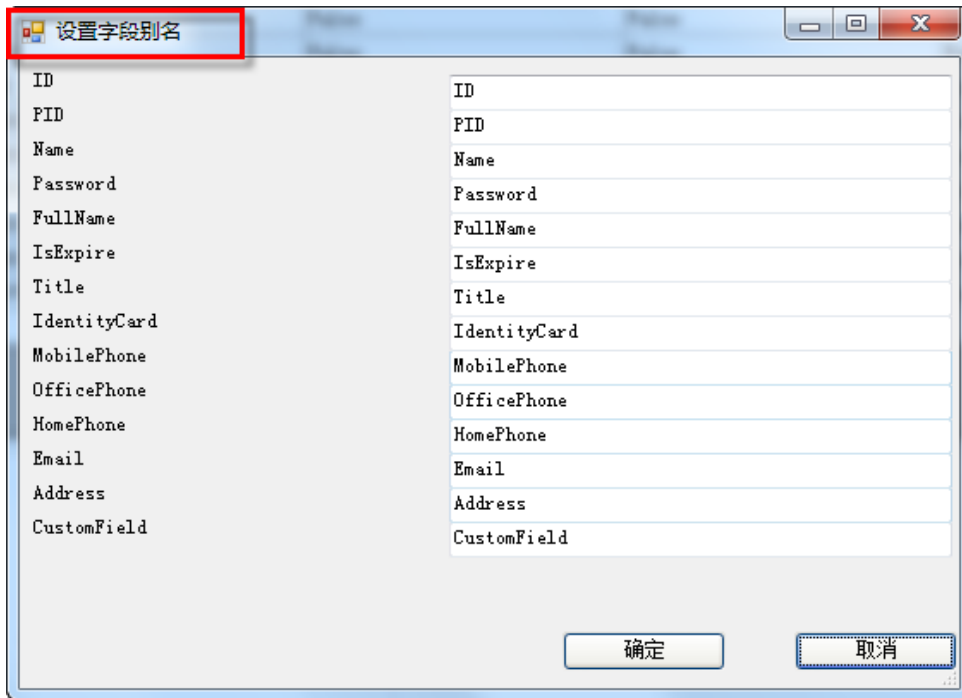 设置字段别名
ID
ID
PID
PID
Name
Name
Password
Password
FullName
FullName
IsExpire
IsExpire
Title
Title
IdentityCard
IdentityCard
MobilePhone
MobilePhone
OfficePhone
OfficePhone
HomePhone
HomePhone
Email
Email
Address
Address
CustomField
CustomField
确定
取消